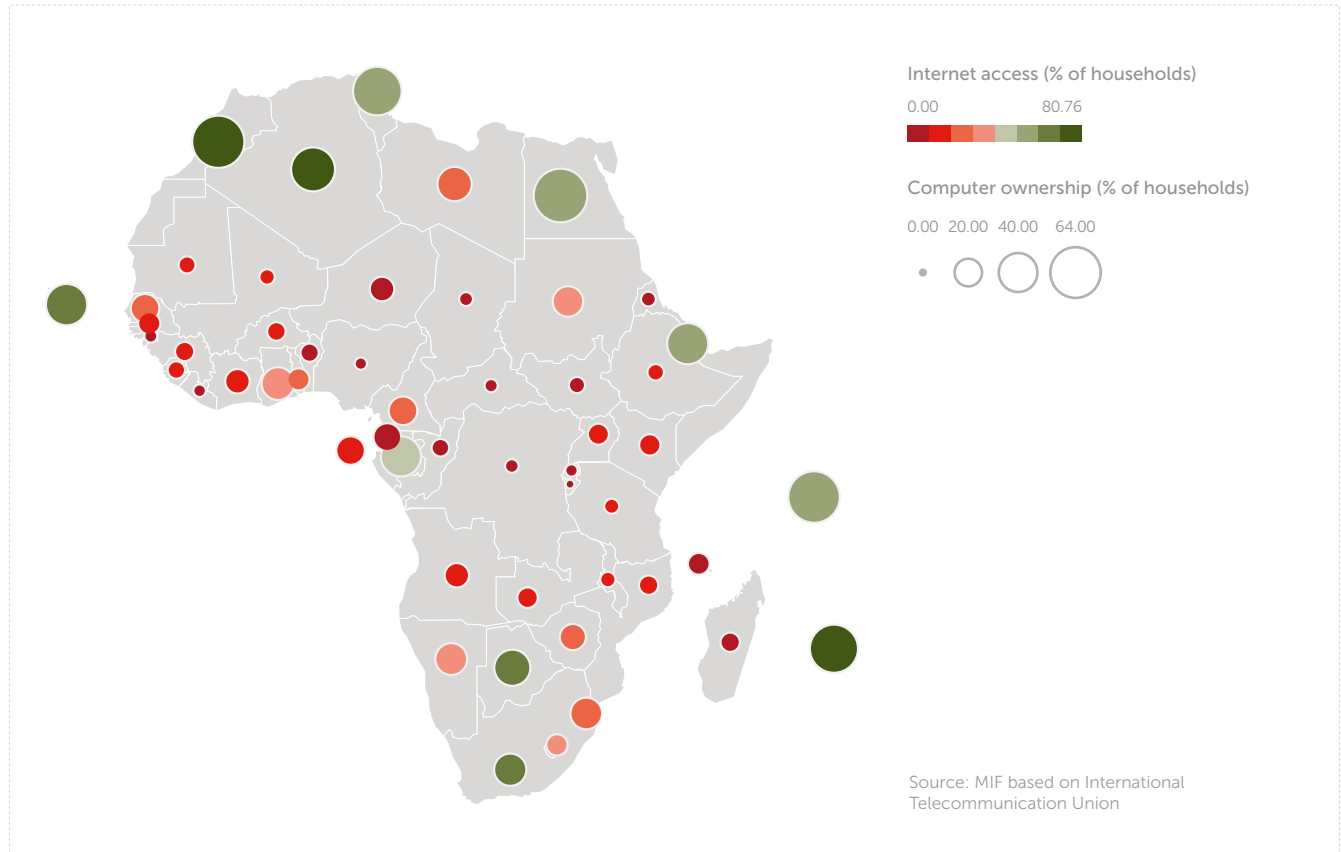 Internet access (% of households)
0.00 80.76
Computer ownership (% of households)
0.00 20.00 40.00 64.00
Source: MIF based on International
Telecommunication Union